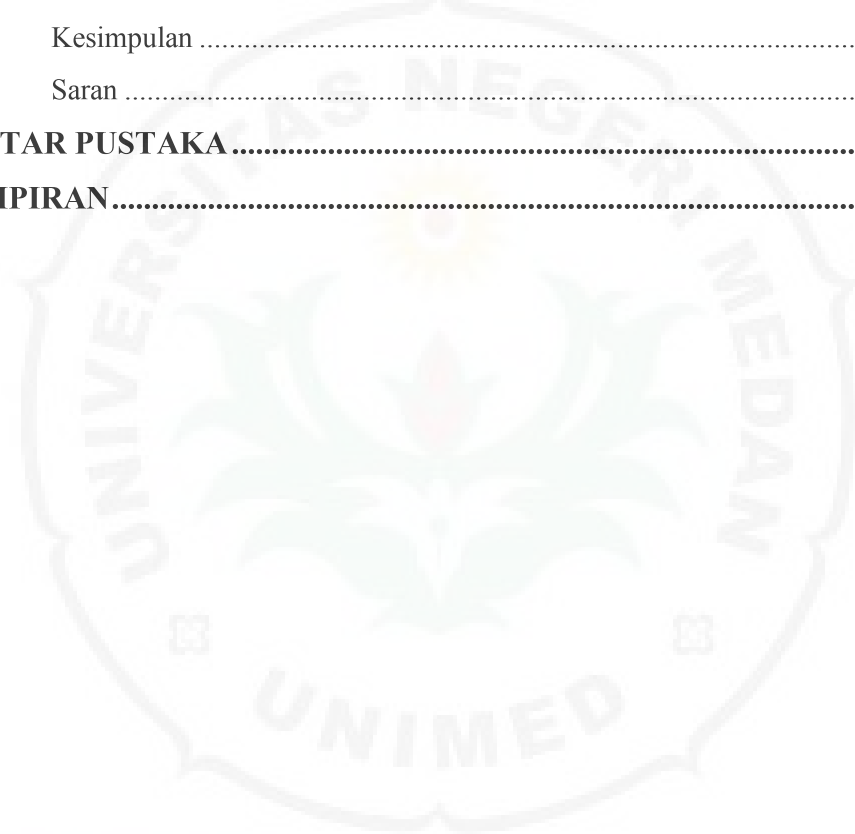 Kesimpulan ........................................................................................
Saran ..................................................................................................
TAR PUSTAKA..............................................................................
IPIRAN.............................................................................................
UNIVERSITAS NEGERI MEDAN
UNIMED